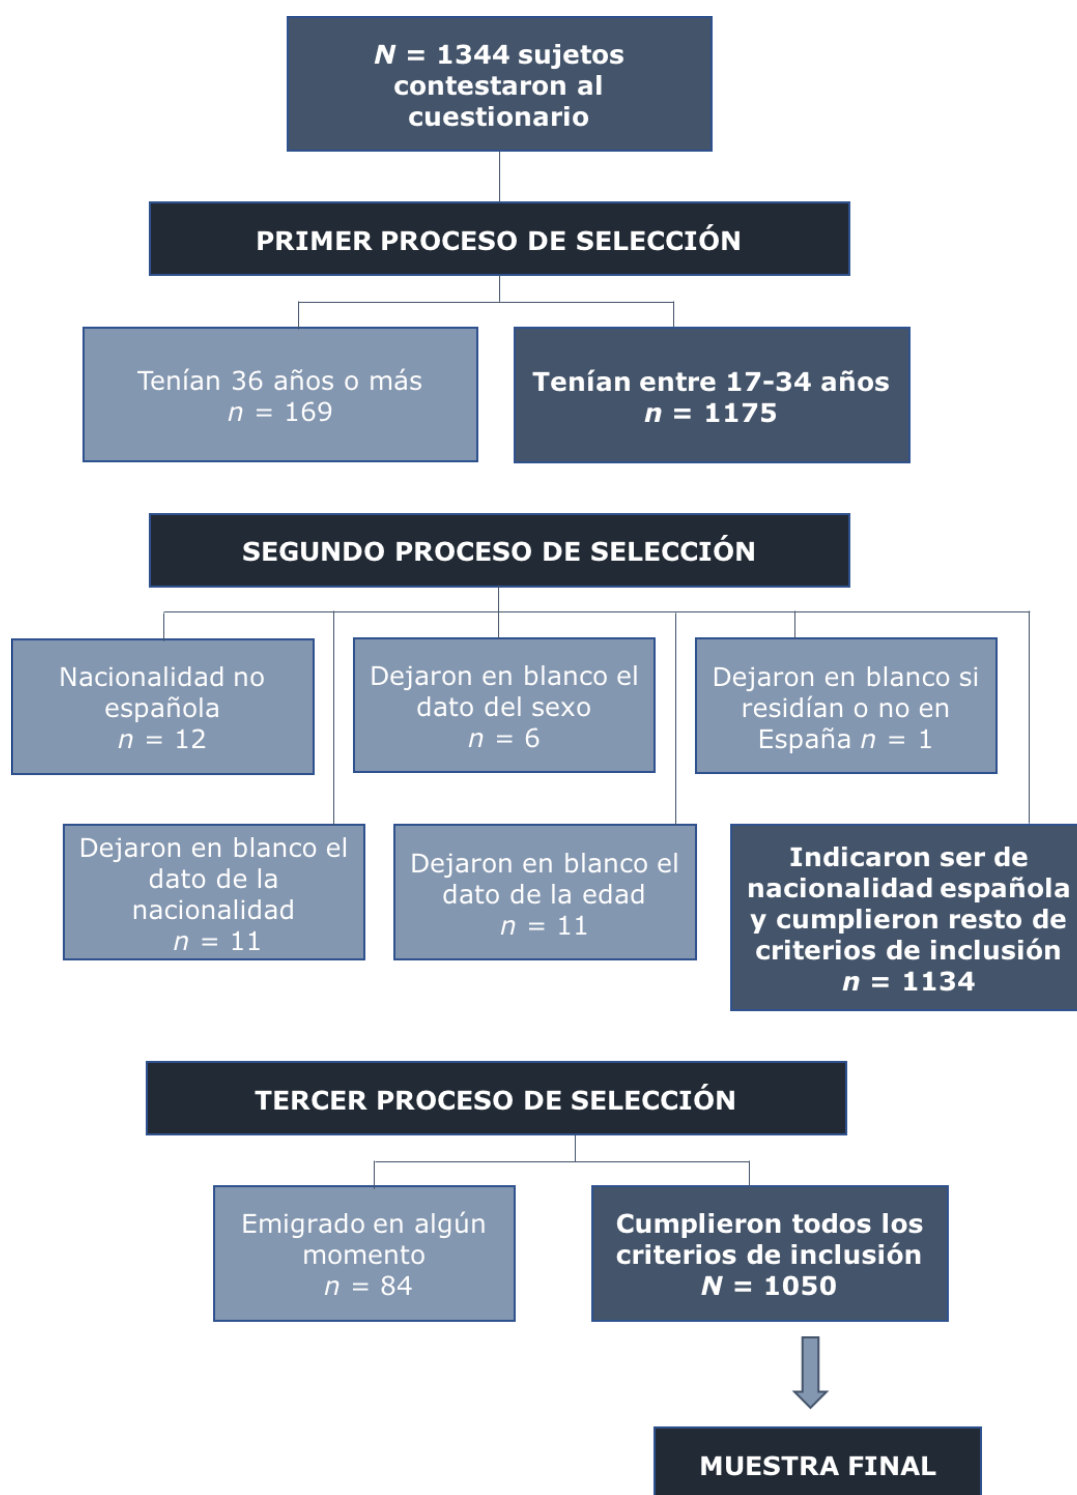 N = 1344 sujetos
contestaron al
cuestionario
PRIMER PROCESO DE SELECCIÓN
Tenían 36 años o más
n = 169
Tenían entre 17-34 años
n = 1175
SEGUNDO PROCESO DE SELECCIÓN
Nacionalidad no
española
n = 12
Dejaron en blanco el
dato del sexo
n = 6
Dejaron en blanco si
residían o no en
España n = 1
Dejaron en blanco el
dato de la
nacionalidad
n = 11
Dejaron en blanco el
dato de la edad
n = 11
Indicaron ser de
nacionalidad española
y cumplieron resto de
criterios de inclusión
n = 1134
TERCER PROCESO DE SELECCIÓN
Emigrado en algún
momento
n = 84
Cumplieron todos los
criterios de inclusión
N = 1050
MUESTRA FINAL